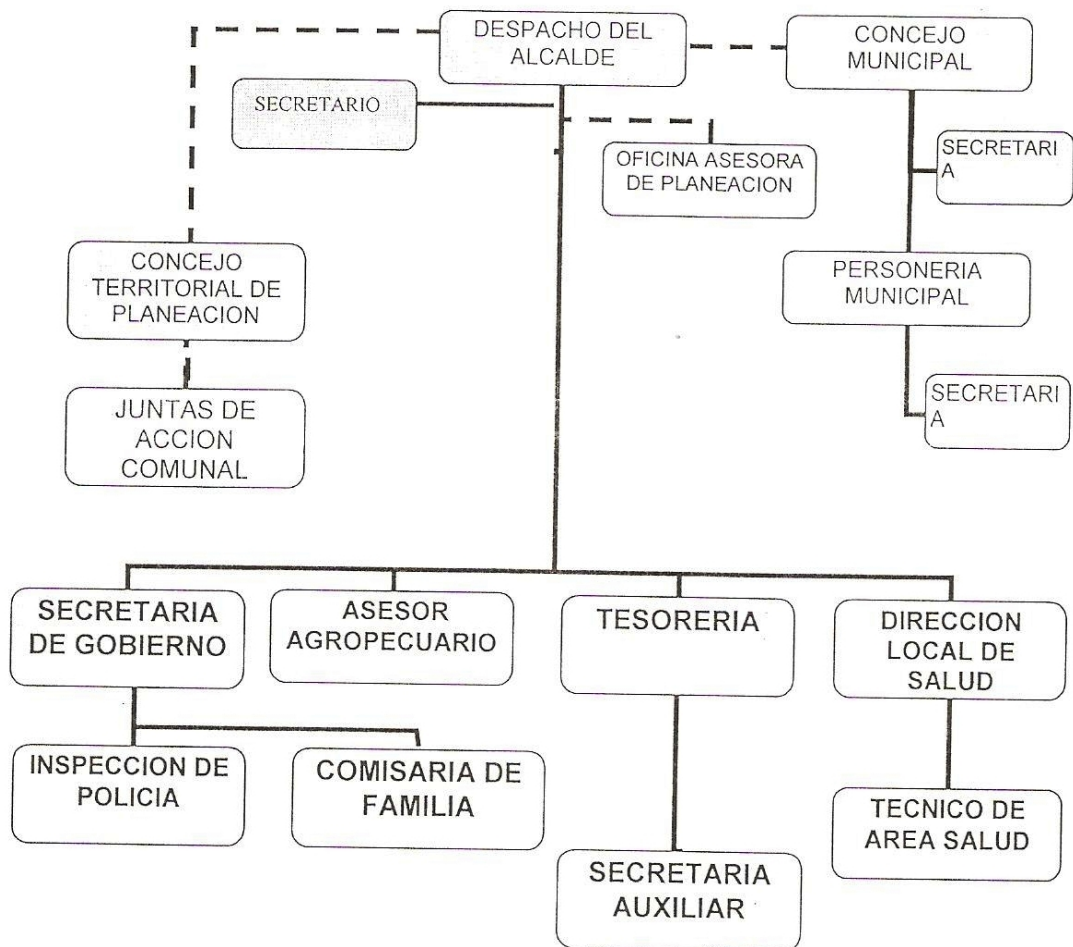 DESPACHO DEL
ALCALDE
CONCEJO
MUNICIPAL
SECRETARIO
OFICINA ASESORA
DE PLANEACION
SECRETARI
A
CONCEJO
TERRITORIAL DE
PLANEACION
PERSONERIA
MUNICIPAL
JUNTAS DE
ACCION
COMUNAL
SECRETARI
A
SECRETARIA
DE GOBIERNO
ASESOR
AGROPECUARIO
TESORERIA
DIRECCION
LOCAL DE
SALUD
INSPECCION DE
POLICIA
COMISARIA DE
FAMILIA
TECNICO DE
AREA SALUD
SECRETARIA
AUXILIAR